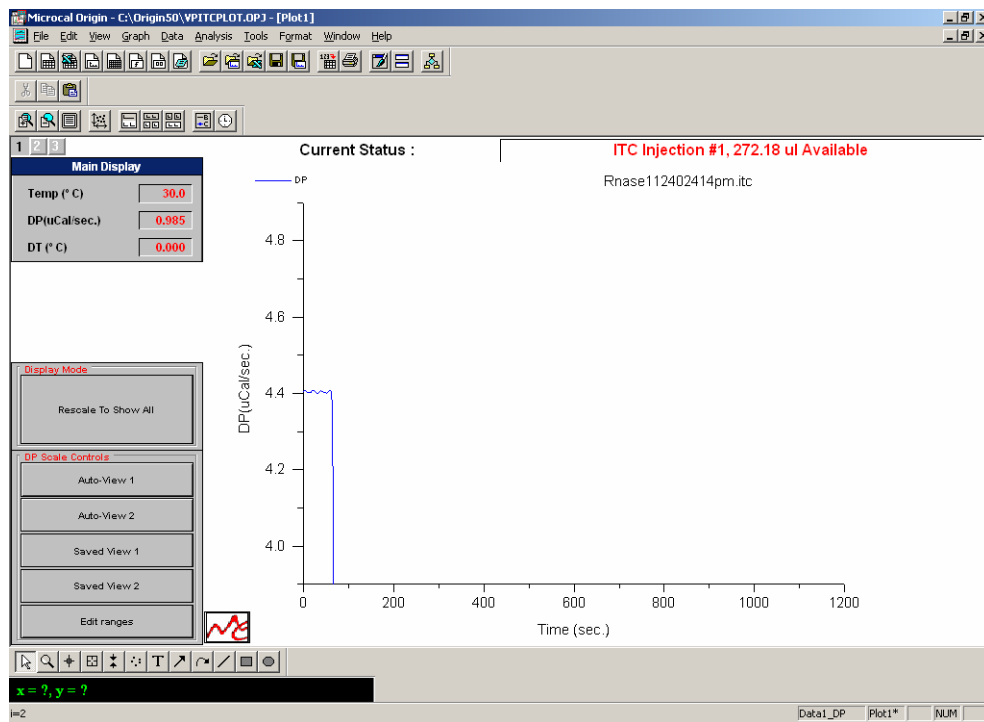 Microcal Origin - C:\Origin50\VPITCPLOT.OPJ - [Plot1]
File Edit View Graph Data Analysis Tools Format Window Help
1 2 3
Current Status : ITC Injection #1, 272.18 ul Available
Main Display
Temp (° C) 30.0
DP(uCal/sec.) 0.985
DT (° C) 0.000
DP
Rnase112402414pm.itc
4.8
4.6
4.4
4.2
4.0
DP(uCal/sec.)
0 200 400 600 800 1000 1200
Time (sec.)
Display Mode
Rescale To Show All
DP Scale Controls
Auto-View 1
Auto-View 2
Saved View 1
Saved View 2
Edit ranges
T
x = ?, y = ?
i=2 Data1_DP Plot1* NUM